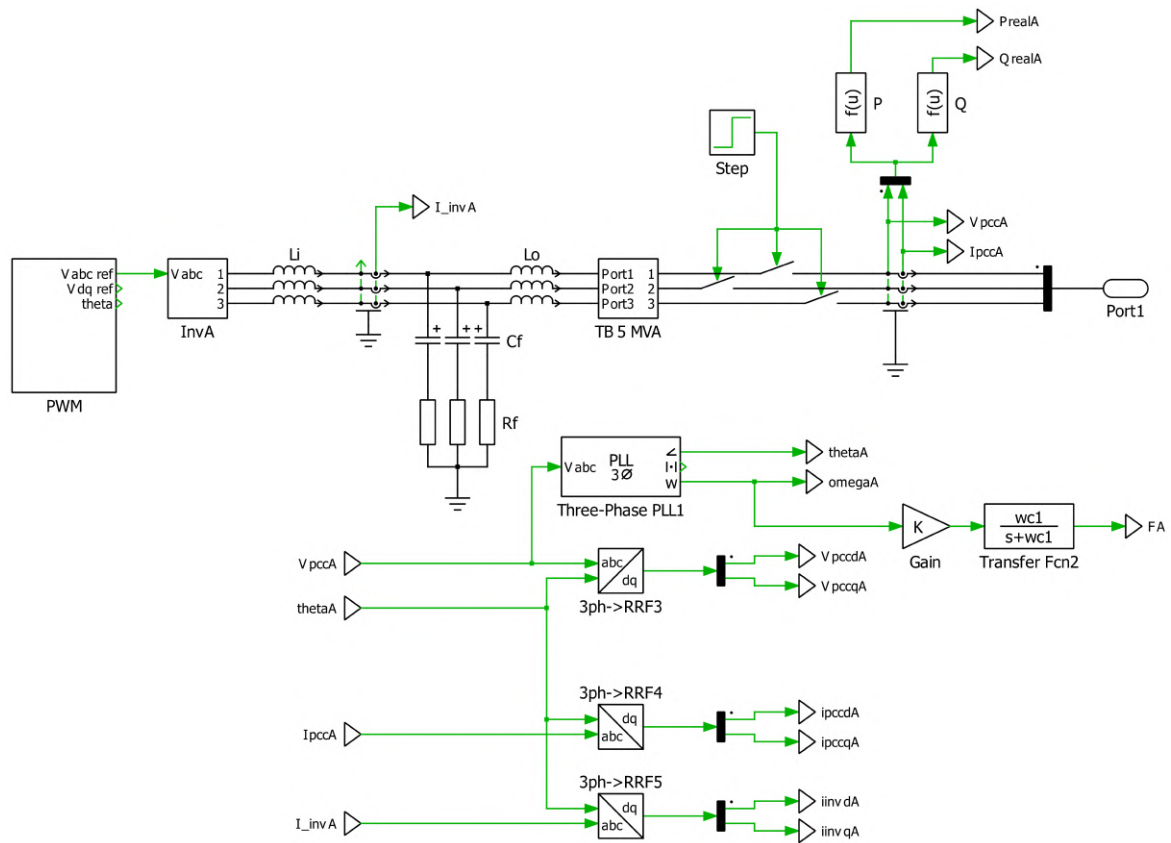 PrealA
QrealA
f(u)
P
f(u)
Q
Step
I_invA
VpccA
IpccA
Li
Lo
Vabc ref
Vdq ref
theta
PWM
Vabc
1
2
3
InvA
Port1
Port2
Port3
1
2
3
TB 5 MVA
Port1
+
+
+
Cf
Rf
Vabc
PLL
3Ø
∠
|•|
w
Three-Phase PLL1
thetaA
omegaA
K
Gain
wc1
s+wc1
Transfer Fcn2
FA
VpccA
thetaA
abc
dq
3ph->RRF3
VpccdA
VpccqA
3ph->RRF4
IpccA
dq
abc
ipccdA
ipccqA
3ph->RRF5
I_invA
dq
abc
iinvdA
iinvqA